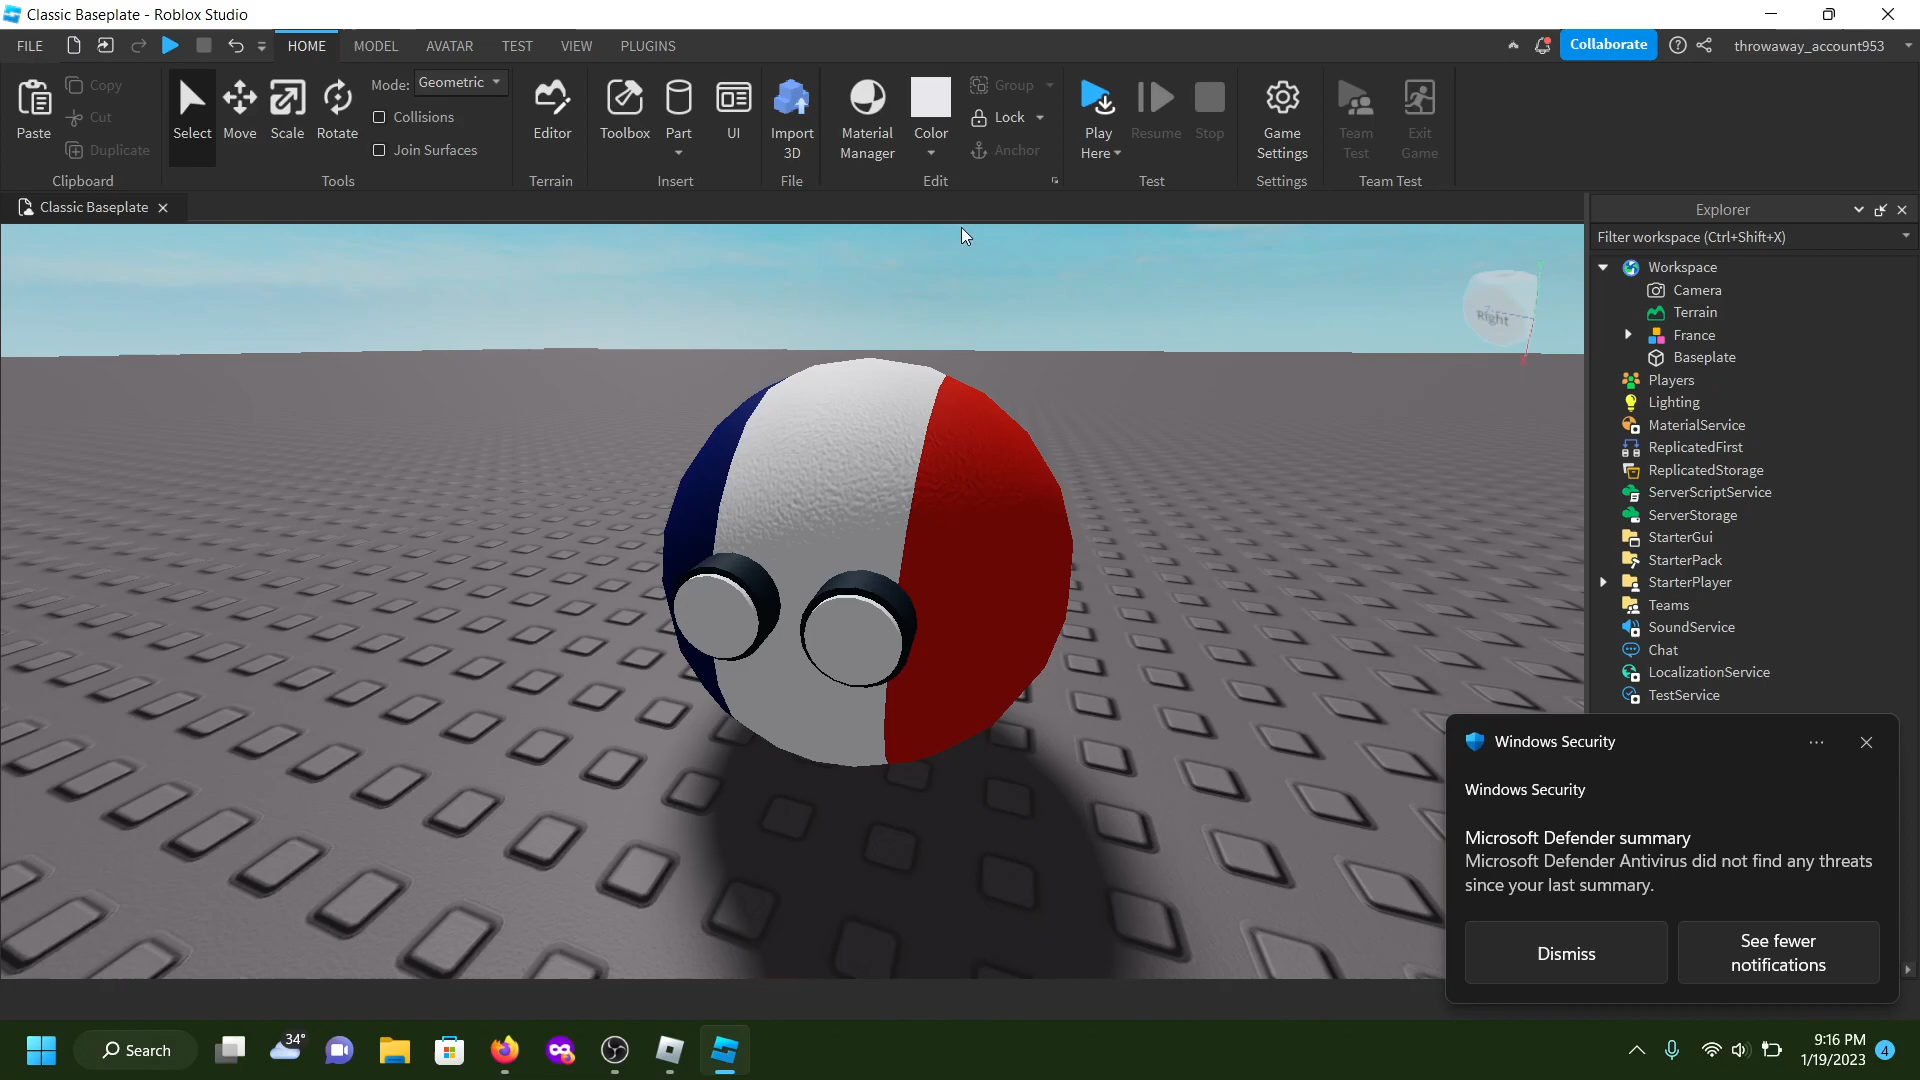 Classic Baseplate - Roblox Studio
FILE
HOME
MODEL
AVATAR
TEST
VIEW
PLUGINS
Collaborate
throwaway_account953
Paste
Copy
Cut
Duplicate
Clipboard
Select
Move
Scale
Rotate
Mode: Geometric
Collisions
Join Surfaces
Tools
Editor
Terrain
Toolbox
Part
UI
Insert
Import
3D
File
Material
Manager
Color
Group
Lock
Anchor
Edit
Play
Here
Resume
Stop
Test
Game
Settings
Settings
Team
Test
Exit
Game
Team Test
Classic Baseplate
Right
Explorer
Filter workspace (Ctrl+Shift+X)
Workspace
Camera
Terrain
France
Baseplate
Players
Lighting
MaterialService
ReplicatedFirst
ReplicatedStorage
ServerScriptService
ServerStorage
StarterGui
StarterPack
StarterPlayer
Teams
SoundService
Chat
LocalizationService
TestService
Windows Security
Windows Security
Microsoft Defender summary
Microsoft Defender Antivirus did not find any threats
since your last summary.
Dismiss
See fewer
notifications
Search
34°
9:16 PM
1/19/2023
4